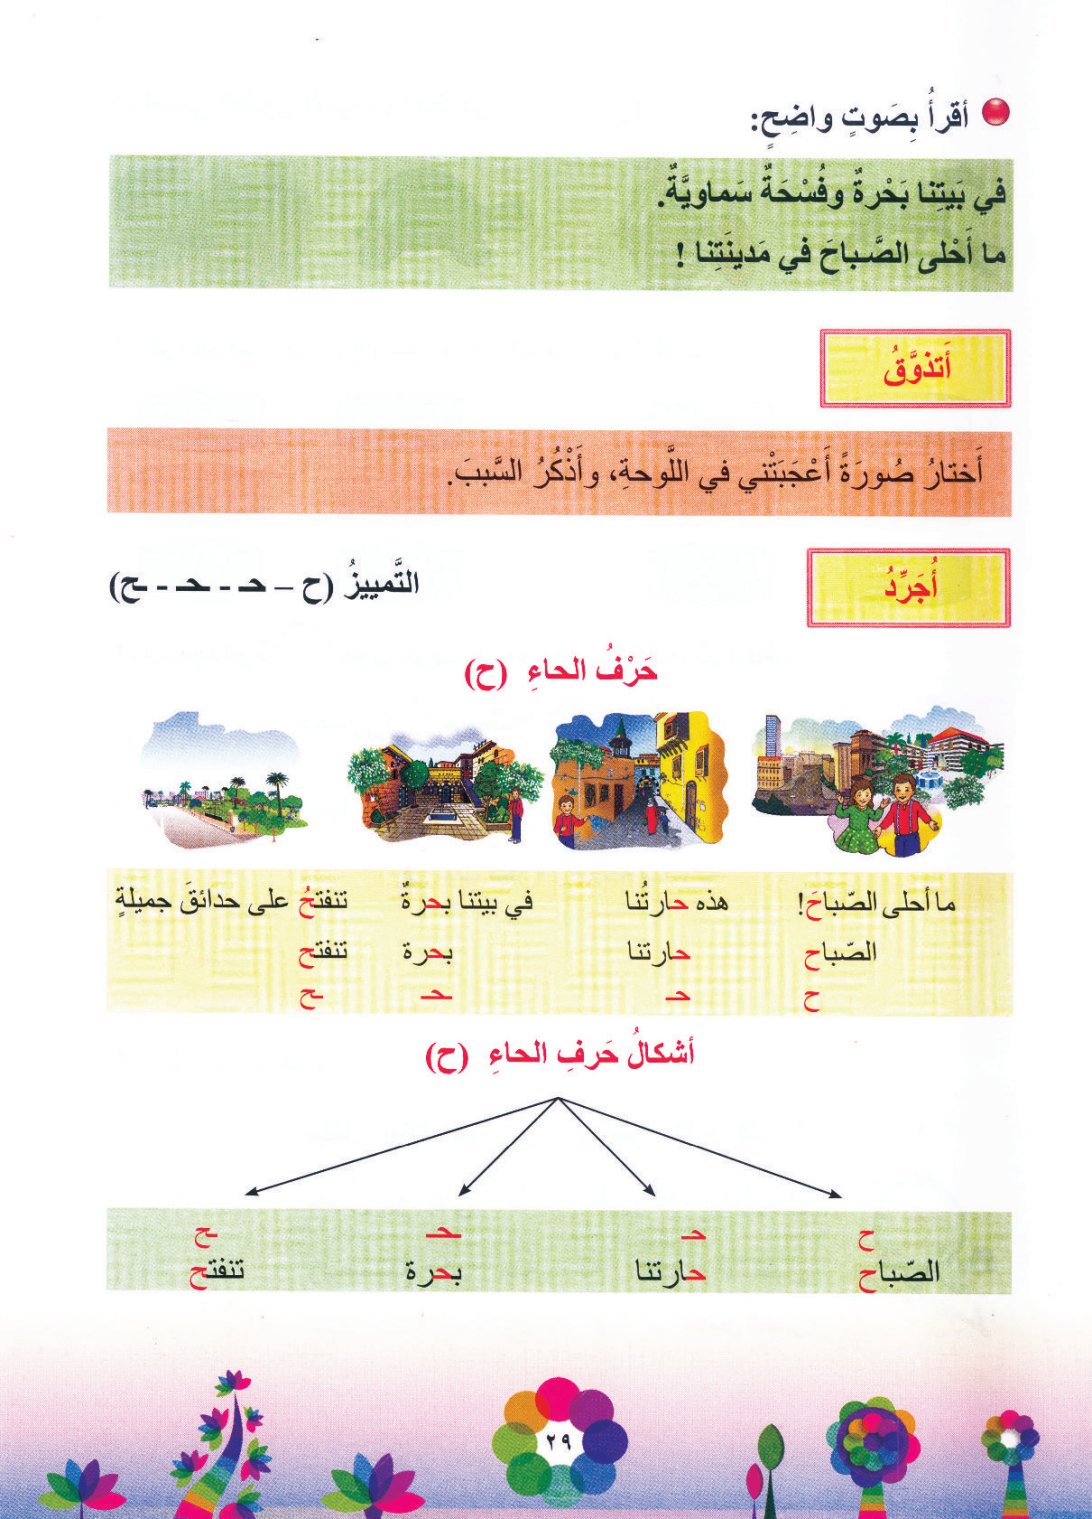 أقرأُ بِصَوتٍ واضِحٍ:
في بَيتِنا بَحْرةٌ وفُسْحَةٌ سَماويَّةٌ.
ما أَحْلى الصَّباحَ في مَدينَتِنا !
أَتذوَّقُ
أَختارُ صُورَةً أَعْجَبَتْني في اللَّوحةِ، وأَذْكُرُ السَّببَ.
أُجَرِّدُ
التَّمييزُ (ح – حـ - ـحـ - ـح)
حَرْفُ الحاءِ (ح)
ما أحلى الصّباحَ! هذه حارتُنا في بيتنا بحرةٌ تنفتحُ على حدائقَ جميلةٍ
الصّباح حارتنا بحرة تنفتح
ح حـ ـحـ ـح
أشكالُ حَرفِ الحاءِ (ح)
ح حـ ـحـ ـح
الصّباح حارتنا بحرة تنفتح
٢٩